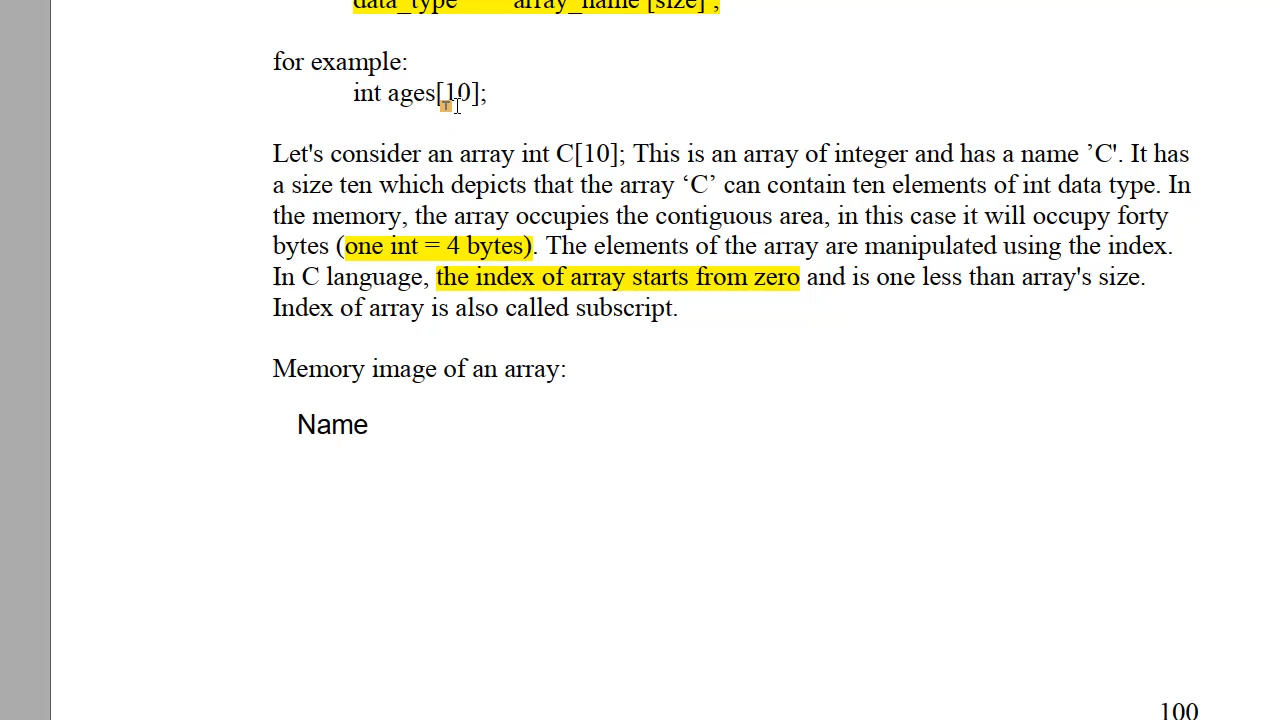 data_type array_name [size] ;
for example:
int ages[10];
Let's consider an array int C[10]; This is an array of integer and has a name ’C'. It has
a size ten which depicts that the array ‘C’ can contain ten elements of int data type. In
the memory, the array occupies the contiguous area, in this case it will occupy forty
bytes (one int = 4 bytes). The elements of the array are manipulated using the index.
In C language, the index of array starts from zero and is one less than array's size.
Index of array is also called subscript.
Memory image of an array:
Name
100